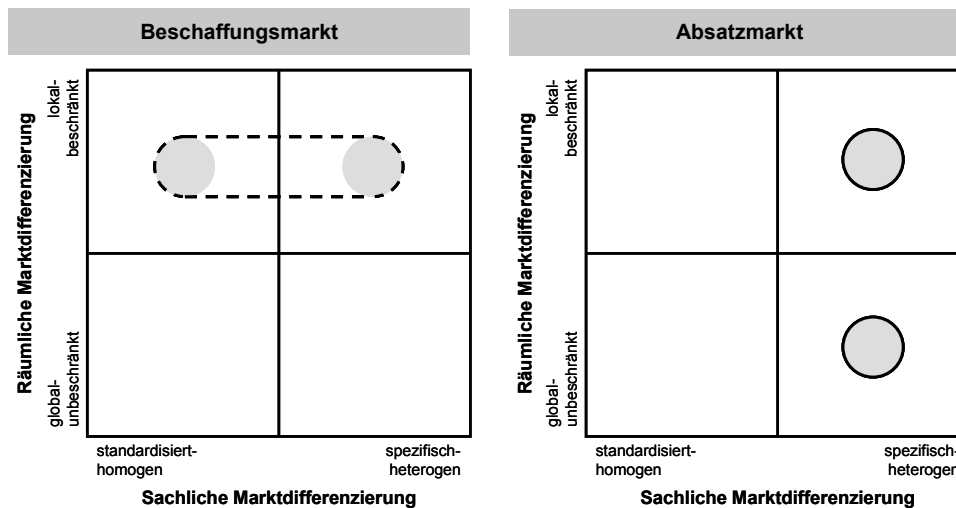 Beschaffungsmarkt
Räumliche Marktdifferenzierung
lokal-
beschränkt
global-
unbeschränkt
standardisiert-
homogen
spezifisch-
heterogen
Sachliche Marktdifferenzierung
Absatzmarkt
Räumliche Marktdifferenzierung
lokal-
beschränkt
global-
unbeschränkt
standardisiert-
homogen
spezifisch-
heterogen
Sachliche Marktdifferenzierung